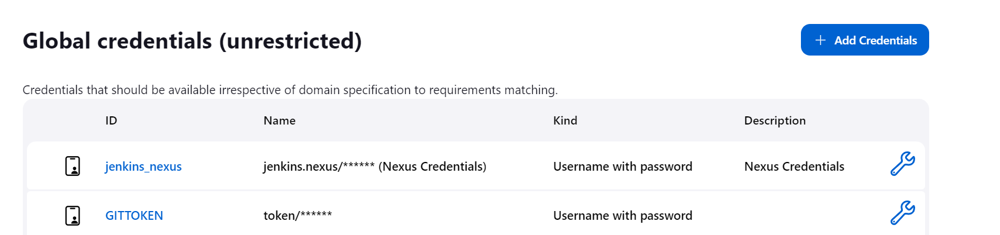 Global credentials (unrestricted)
Add Credentials
Credentials that should be available irrespective of domain specification to requirements matching.
ID Name Kind Description
jenkins_nexus jenkins.nexus/****** (Nexus Credentials) Username with password Nexus Credentials
GITTOKEN token/****** Username with password